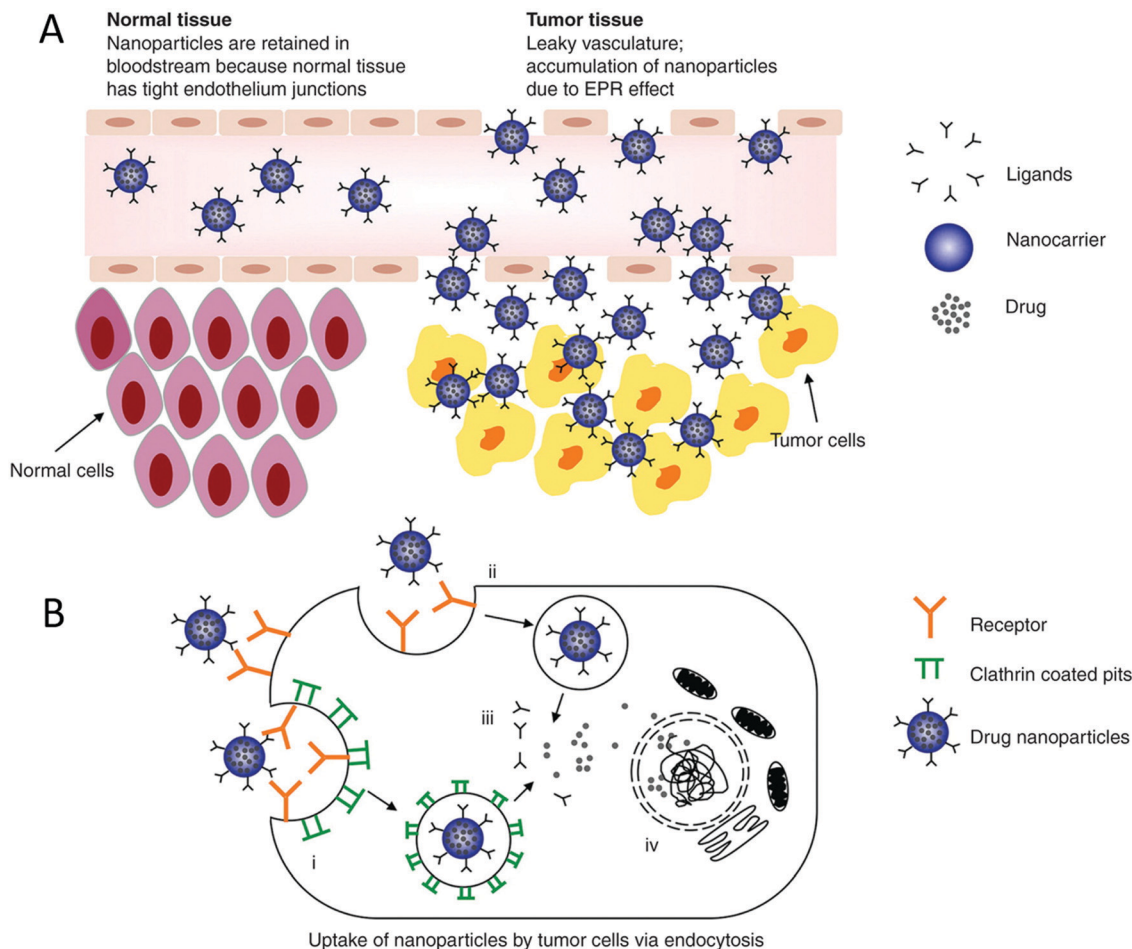 A
Normal tissue
Nanoparticles are retained in
bloodstream because normal tissue
has tight endothelium junctions
Tumor tissue
Leaky vasculature;
accumulation of nanoparticles
due to EPR effect
Ligands
Nanocarrier
Drug
Normal cells
Tumor cells
B
ii
i
iii
iv
Receptor
Clathrin coated pits
Drug nanoparticles
Uptake of nanoparticles by tumor cells via endocytosis